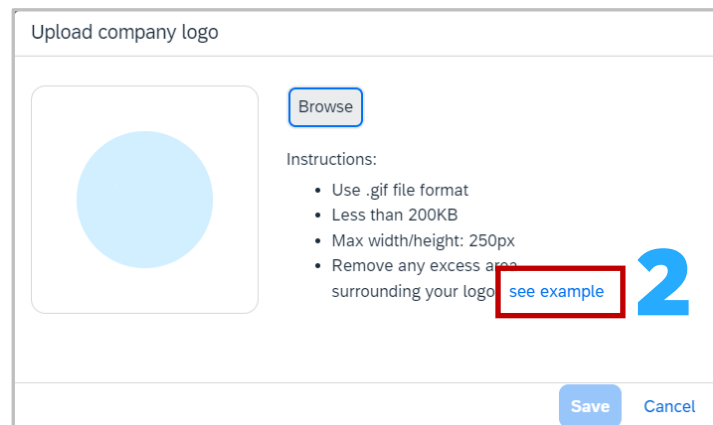 Upload company logo
Browse
Instructions:
• Use .gif file format
• Less than 200KB
• Max width/height: 250px
• Remove any excess area
surrounding your logo see example
2
Save Cancel